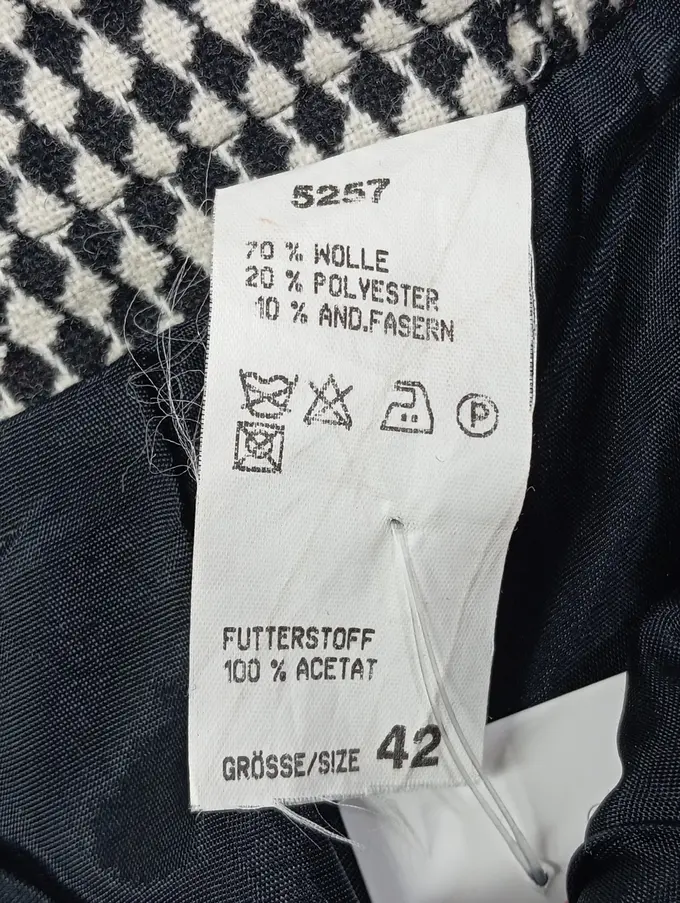 5257
70 % WOLLE
20 % POLYESTER
10 % AND.FASERN
P
FUTTERSTOFF
100 % ACETAT
GRÖSSE/SIZE 42